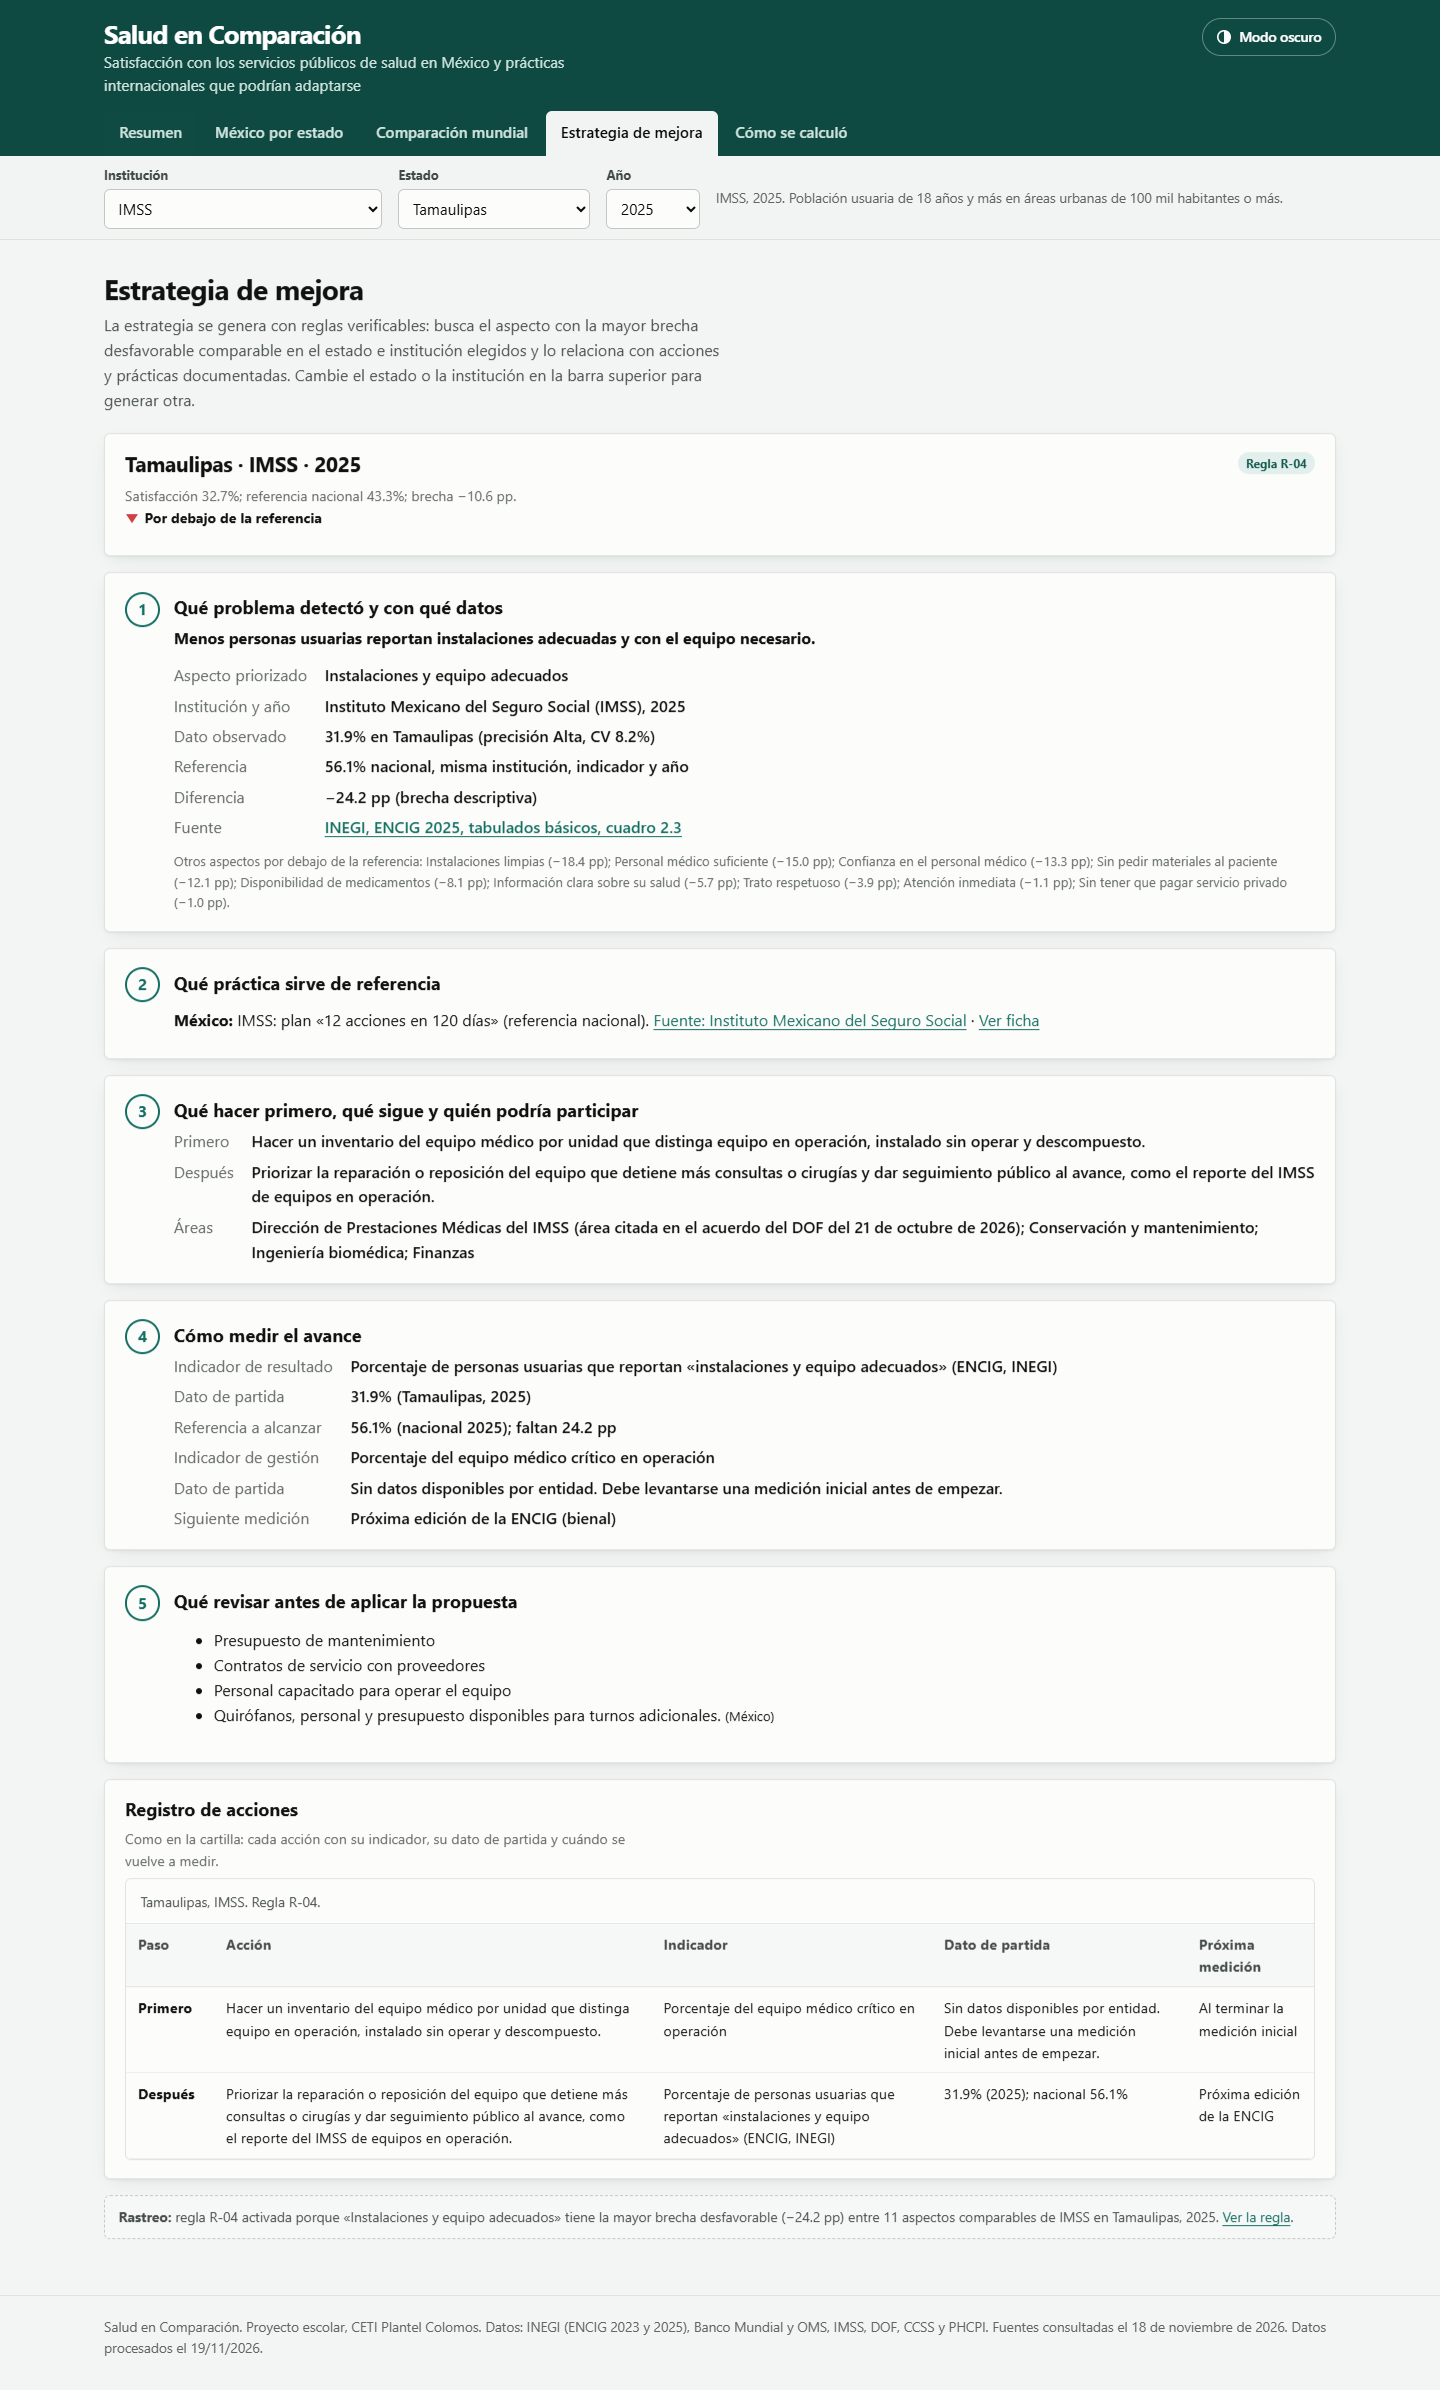 Salud en Comparación
Satisfacción con los servicios públicos de salud en México y prácticas
internacionales que podrían adaptarse
Modo oscuro
Resumen México por estado Comparación mundial Estrategia de mejora Cómo se calculó
Institución Estado Año
IMSS Tamaulipas 2025 IMSS, 2025. Población usuaria de 18 años y más en áreas urbanas de 100 mil habitantes o más.
Estrategia de mejora
La estrategia se genera con reglas verificables: busca el aspecto con la mayor brecha
desfavorable comparable en el estado e institución elegidos y lo relaciona con acciones
y prácticas documentadas. Cambie el estado o la institución en la barra superior para
generar otra.
Tamaulipas · IMSS · 2025 Regla R-04
Satisfacción 32.7%; referencia nacional 43.3%; brecha −10.6 pp.
▼ Por debajo de la referencia
1 Qué problema detectó y con qué datos
Menos personas usuarias reportan instalaciones adecuadas y con el equipo necesario.
Aspecto priorizado Instalaciones y equipo adecuados
Institución y año Instituto Mexicano del Seguro Social (IMSS), 2025
Dato observado 31.9% en Tamaulipas (precisión Alta, CV 8.2%)
Referencia 56.1% nacional, misma institución, indicador y año
Diferencia −24.2 pp (brecha descriptiva)
Fuente INEGI, ENCIG 2025, tabulados básicos, cuadro 2.3
Otros aspectos por debajo de la referencia: Instalaciones limpias (−18.4 pp); Personal médico suficiente (−15.0 pp); Confianza en el personal médico (−13.3 pp); Sin pedir materiales al paciente
(−12.1 pp); Disponibilidad de medicamentos (−8.1 pp); Información clara sobre su salud (−5.7 pp); Trato respetuoso (−3.9 pp); Atención inmediata (−1.1 pp); Sin tener que pagar servicio privado
(−1.0 pp).
2 Qué práctica sirve de referencia
México: IMSS: plan «12 acciones en 120 días» (referencia nacional). Fuente: Instituto Mexicano del Seguro Social · Ver ficha
3 Qué hacer primero, qué sigue y quién podría participar
Primero Hacer un inventario del equipo médico por unidad que distinga equipo en operación, instalado sin operar y descompuesto.
Después Priorizar la reparación o reposición del equipo que detiene más consultas o cirugías y dar seguimiento público al avance, como el reporte del IMSS
de equipos en operación.
Áreas Dirección de Prestaciones Médicas del IMSS (área citada en el acuerdo del DOF del 21 de octubre de 2026); Conservación y mantenimiento;
Ingeniería biomédica; Finanzas
4 Cómo medir el avance
Indicador de resultado Porcentaje de personas usuarias que reportan «instalaciones y equipo adecuados» (ENCIG, INEGI)
Dato de partida 31.9% (Tamaulipas, 2025)
Referencia a alcanzar 56.1% (nacional 2025); faltan 24.2 pp
Indicador de gestión Porcentaje del equipo médico crítico en operación
Dato de partida Sin datos disponibles por entidad. Debe levantarse una medición inicial antes de empezar.
Siguiente medición Próxima edición de la ENCIG (bienal)
5 Qué revisar antes de aplicar la propuesta
• Presupuesto de mantenimiento
• Contratos de servicio con proveedores
• Personal capacitado para operar el equipo
• Quirófanos, personal y presupuesto disponibles para turnos adicionales. (México)
Registro de acciones
Como en la cartilla: cada acción con su indicador, su dato de partida y cuándo se
vuelve a medir.
Tamaulipas, IMSS. Regla R-04.
Paso Acción Indicador Dato de partida Próxima
medición
Primero Hacer un inventario del equipo médico por unidad que distinga Porcentaje del equipo médico crítico en Sin datos disponibles por entidad. Al terminar la
equipo en operación, instalado sin operar y descompuesto. operación Debe levantarse una medición medición inicial
inicial antes de empezar.
Después Priorizar la reparación o reposición del equipo que detiene más Porcentaje de personas usuarias que 31.9% (2025); nacional 56.1% Próxima edición
consultas o cirugías y dar seguimiento público al avance, como reportan «instalaciones y equipo de la ENCIG
el reporte del IMSS de equipos en operación. adecuados» (ENCIG, INEGI)
Rastreo: regla R-04 activada porque «Instalaciones y equipo adecuados» tiene la mayor brecha desfavorable (−24.2 pp) entre 11 aspectos comparables de IMSS en Tamaulipas, 2025. Ver la regla.
Salud en Comparación. Proyecto escolar, CETI Plantel Colomos. Datos: INEGI (ENCIG 2023 y 2025), Banco Mundial y OMS, IMSS, DOF, CCSS y PHCPI. Fuentes consultadas el 18 de noviembre de 2026. Datos
procesados el 19/11/2026.